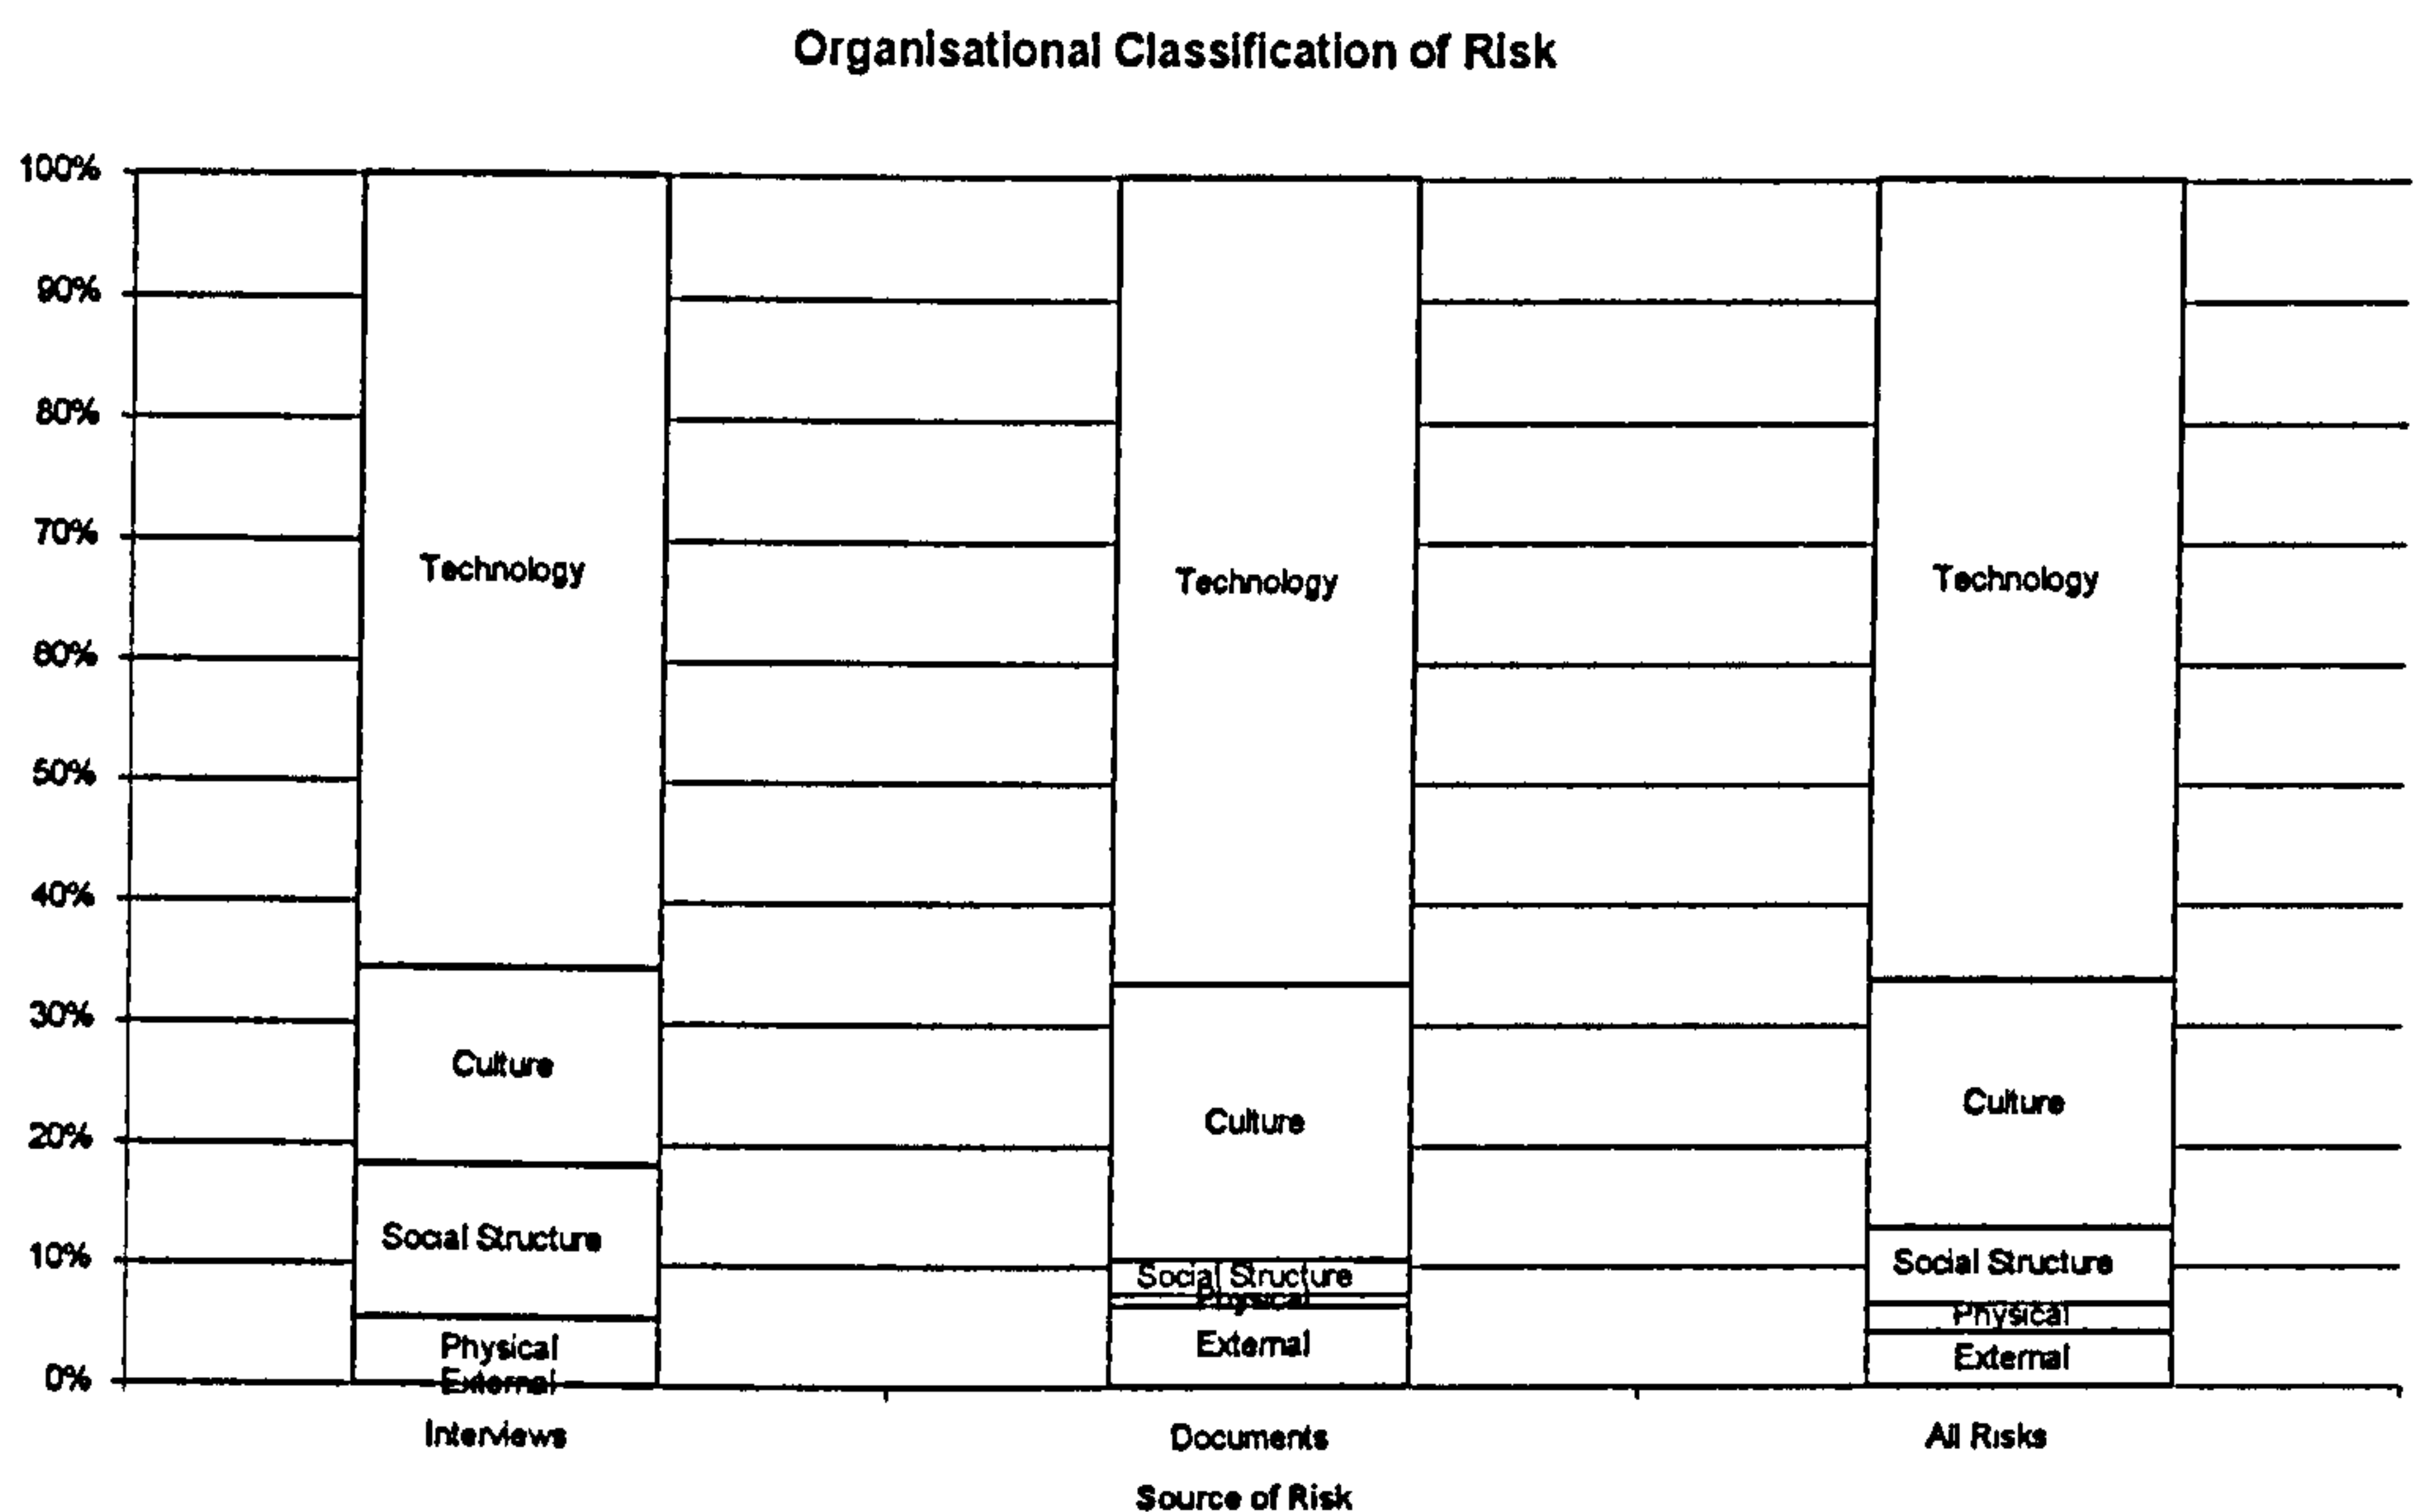 Organisational Classification of Risk
100%
90%
80%
70%
60%
50%
40%
30%
20%
10%
0%
Technology
Culture
Social Structure
Physical
External
Technology
Culture
Social Structure
Physical
External
Technology
Culture
Social Structure
Physical
External
Interviews
Documents
All Risks
Source of Risk